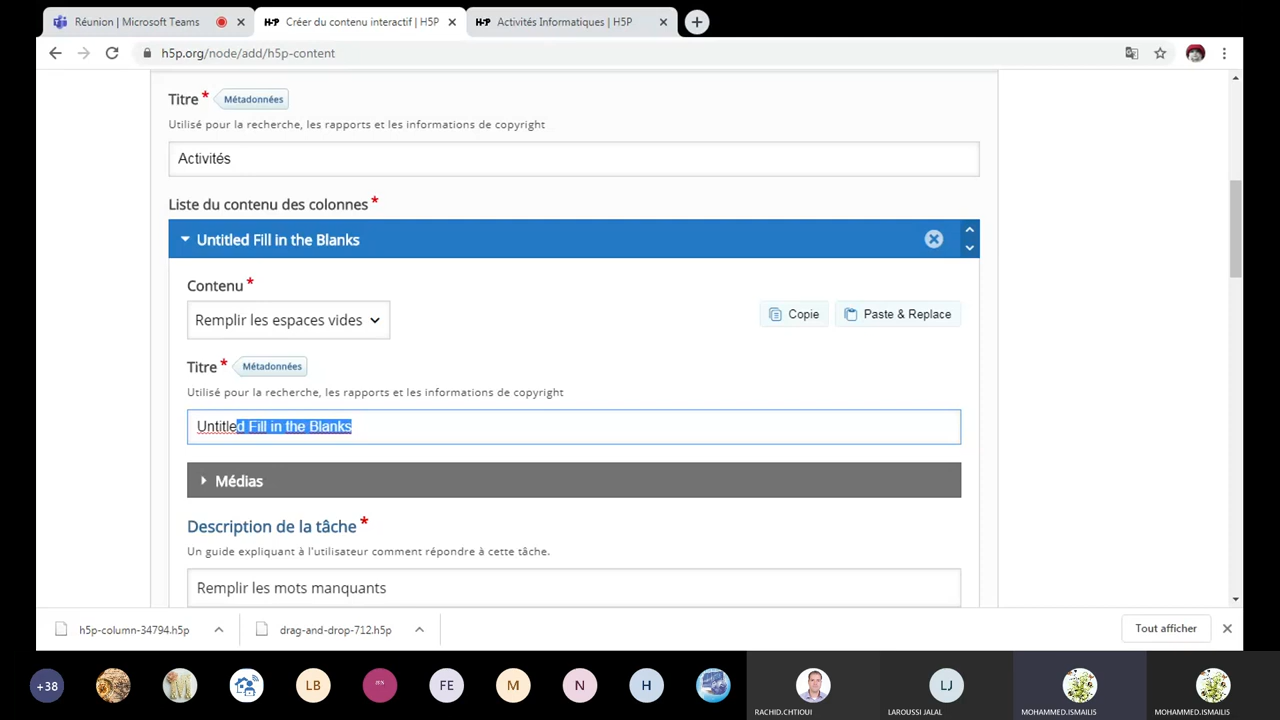 Réunion | Microsoft Teams
Créer du contenu interactif | H5P
Activités Informatiques | H5P
h5p.org/node/add/h5p-content
Titre * Métadonnées
Utilisé pour la recherche, les rapports et les informations de copyright
Activités
Liste du contenu des colonnes *
Untitled Fill in the Blanks
Contenu *
Remplir les espaces vides
Copie
Paste & Replace
Titre * Métadonnées
Utilisé pour la recherche, les rapports et les informations de copyright
Untitled Fill in the Blanks
Médias
Description de la tâche *
Un guide expliquant à l'utilisateur comment répondre à cette tâche.
Remplir les mots manquants
h5p-column-34794.h5p
drag-and-drop-712.h5p
Tout afficher
+38
LB
FE
M
N
H
LJ
RACHID.CHTIOUI
LAROUSSI JALAL
MOHAMMED.ISMAILIS
MOHAMMED.ISMAILIS